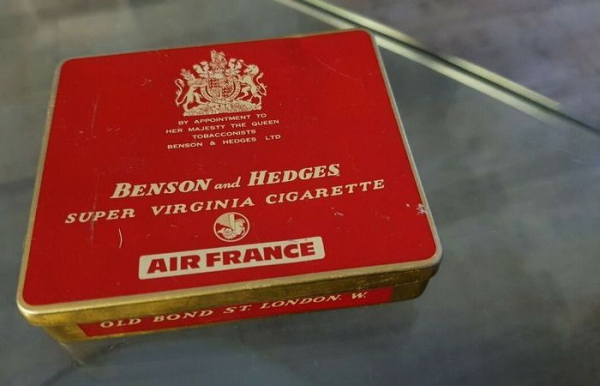 BY APPOINTMENT TO
HER MAJESTY THE QUEEN
TOBACCONISTS
BENSON & HEDGES LTD
BENSON and HEDGES
SUPER VIRGINIA CIGARETTE
AIR FRANCE
OLD BOND ST. LONDON. W.